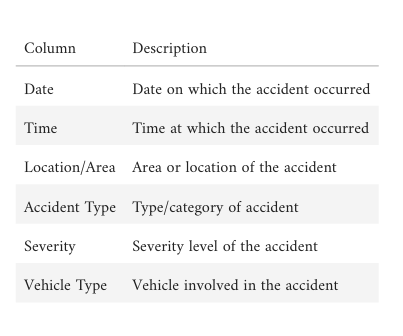 Column Description
Date Date on which the accident occurred
Time Time at which the accident occurred
Location/Area Area or location of the accident
Accident Type Type/category of accident
Severity Severity level of the accident
Vehicle Type Vehicle involved in the accident